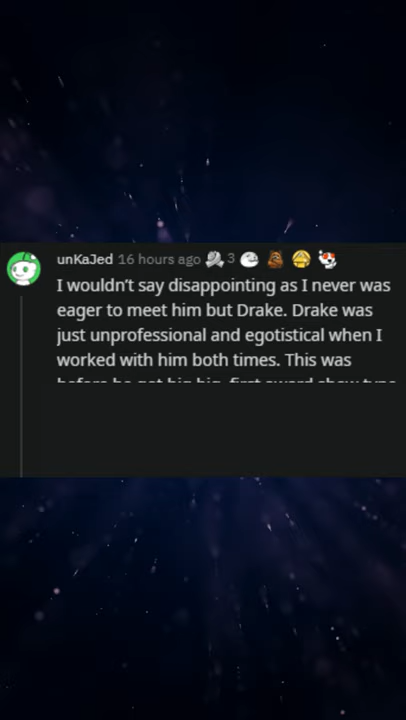 unKaJed 16 hours ago 3
I wouldn't say disappointing as I never was
eager to meet him but Drake. Drake was
just unprofessional and egotistical when I
worked with him both times. This was